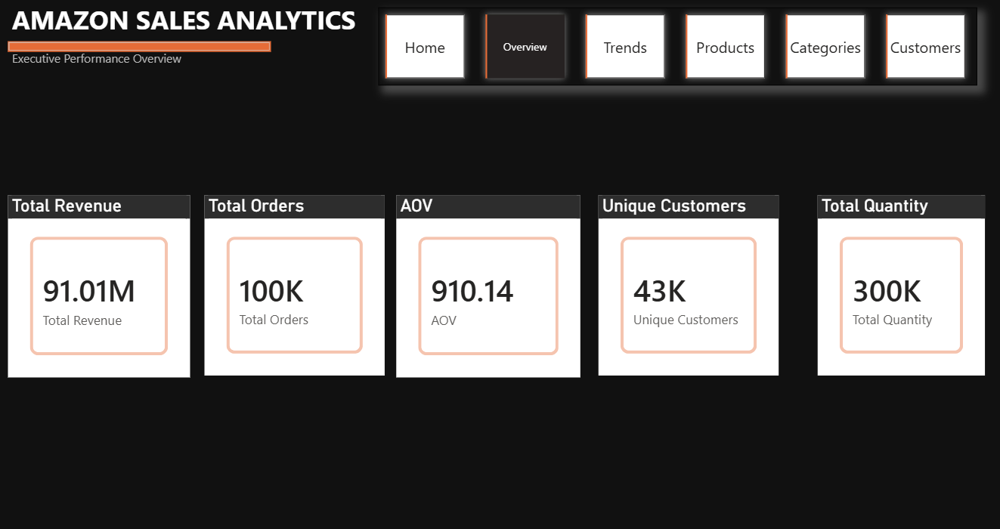 AMAZON SALES ANALYTICS
Executive Performance Overview
Home
Overview
Trends
Products
Categories
Customers
Total Revenue
91.01M
Total Revenue
Total Orders
100K
Total Orders
AOV
910.14
AOV
Unique Customers
43K
Unique Customers
Total Quantity
300K
Total Quantity